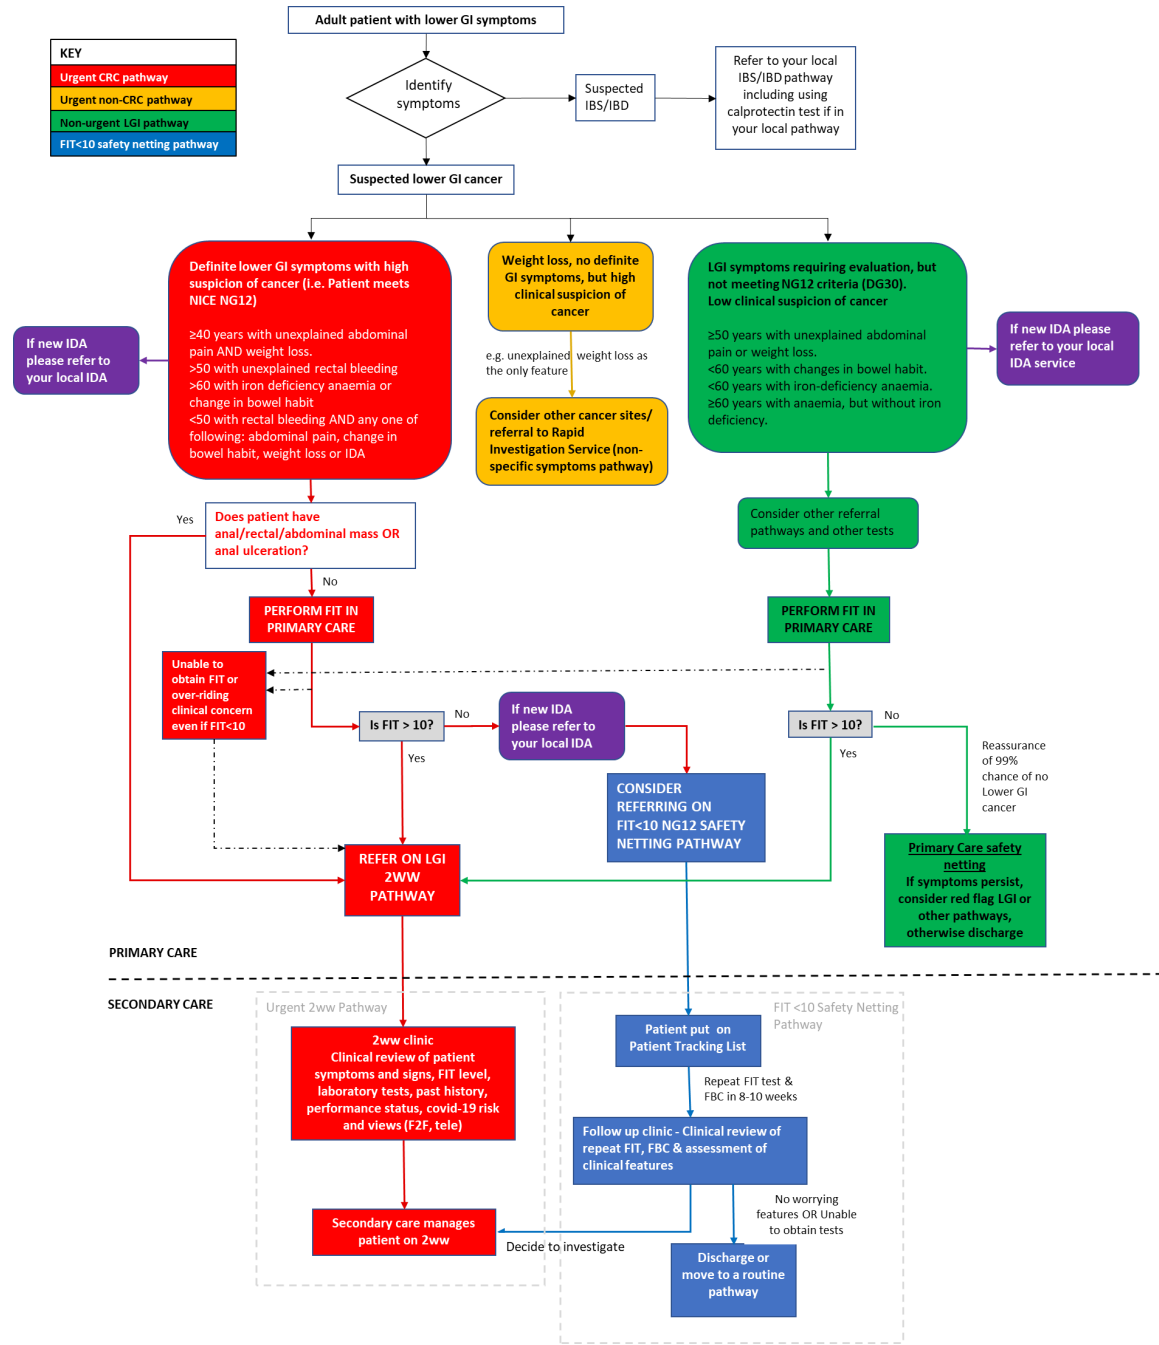 Adult patient with lower GI symptoms
KEY
Urgent CRC pathway
Urgent non-CRC pathway
Non-urgent LGI pathway
FIT<10 safety netting pathway
Identify
symptoms
Suspected
IBS/IBD
Refer to your local
IBS/IBD pathway
including using
calprotectin test if in
your local pathway
Suspected lower GI cancer
Definite lower GI symptoms with high
suspicion of cancer (i.e. Patient meets
NICE NG12)
≥40 years with unexplained abdominal
pain AND weight loss.
>50 with unexplained rectal bleeding
>60 with iron deficiency anaemia or
change in bowel habit
<50 with rectal bleeding AND any one of
following: abdominal pain, change in
bowel habit, weight loss or IDA
If new IDA
please refer to
your local IDA
Weight loss, no definite
GI symptoms, but high
clinical suspicion of
cancer
e.g. unexplained weight loss as
the only feature
Consider other cancer sites/
referral to Rapid
Investigation Service (non-
specific symptoms pathway)
LGI symptoms requiring evaluation, but
not meeting NG12 criteria (DG30).
Low clinical suspicion of cancer
≥50 years with unexplained abdominal
pain or weight loss.
<60 years with changes in bowel habit.
<60 years with iron-deficiency anaemia.
≥60 years with anaemia, but without iron
deficiency.
If new IDA please
refer to your local
IDA service
Yes
Does patient have
anal/rectal/abdominal mass OR
anal ulceration?
No
Consider other referral
pathways and other tests
PERFORM FIT IN
PRIMARY CARE
PERFORM FIT IN
PRIMARY CARE
Unable to
obtain FIT or
over-riding
clinical concern
even if FIT<10
Is FIT > 10?
No
Yes
If new IDA
please refer to
your local IDA
Is FIT > 10?
No
Yes
Reassurance
of 99%
chance of no
Lower GI
cancer
CONSIDER
REFERRING ON
FIT<10 NG12 SAFETY
NETTING PATHWAY
REFER ON LGI
2WW
PATHWAY
Primary Care safety
netting
If symptoms persist,
consider red flag LGI or
other pathways,
otherwise discharge
PRIMARY CARE
SECONDARY CARE
Urgent 2ww Pathway
FIT <10 Safety Netting
Pathway
2ww clinic
Clinical review of patient
symptoms and signs, FIT level,
laboratory tests, past history,
performance status, covid-19 risk
and views (F2F, tele)
Patient put on
Patient Tracking List
Repeat FIT test &
FBC in 8-10 weeks
Follow up clinic - Clinical review of
repeat FIT, FBC & assessment of
clinical features
No worrying
features OR Unable
to obtain tests
Secondary care manages
patient on 2ww
Decide to investigate
Discharge or
move to a routine
pathway